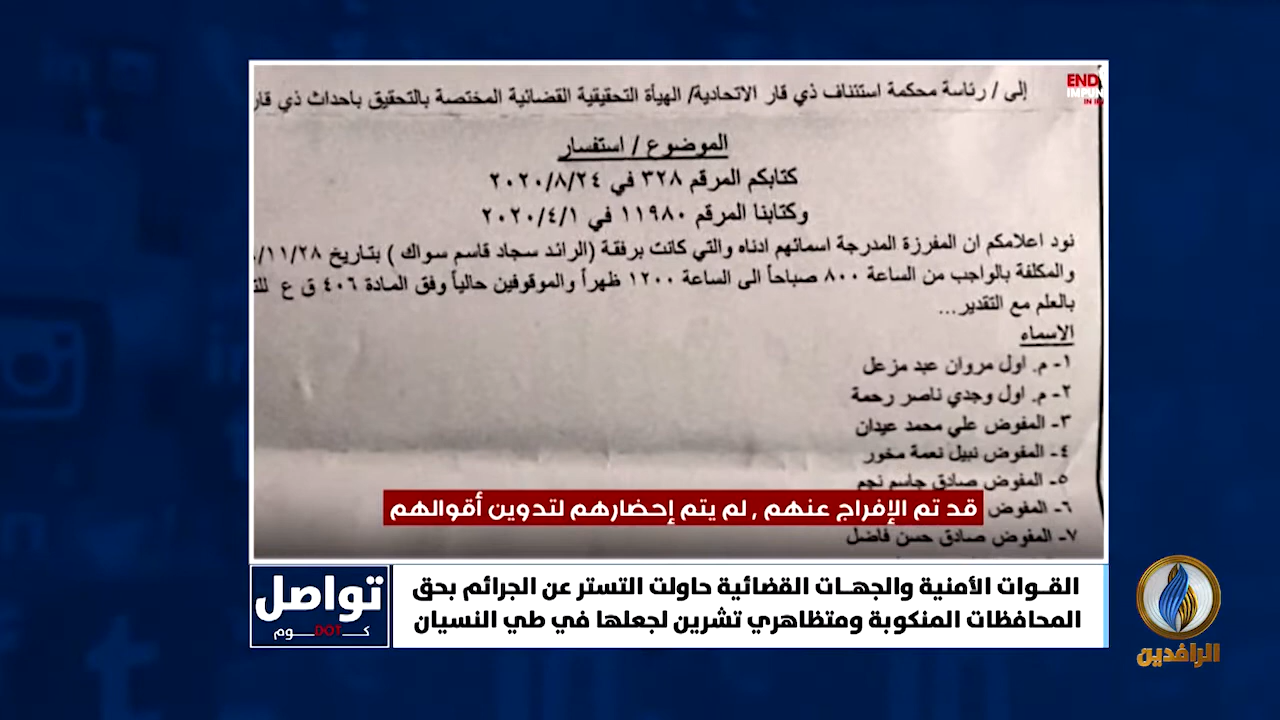 END
IMPUN
IN I
إلى / رئاسة محكمة استئناف ذي قار الاتحادية/ الهيأة التحقيقية القضائية المختصة بالتحقيق باحداث ذي قار
الموضوع / استفسار
كتابكم المرقم ٣٢٨ في ٢٠٢٠/٨/٢٤
وكتابنا المرقم ١١٩٨٠ في ٢٠٢٠/٤/١
نود اعلامكم ان المفرزة المدرجة اسمائهم ادناه والتي كانت برفقة (الرائد سجاد قاسم سواك ) بتاريخ ١١/٢٨/
والمكلفة بالواجب من الساعة ٨٠٠ صباحاً الى الساعة ١٢٠٠ ظهراً والموقوفين حالياً وفق المادة ٤٠٦ ق ع
بالعلم مع التقدير...
الاسماء
١- م. اول مروان عبد مزعل
٢- م. اول وجدي ناصر رحمة
٣- المفوض علي محمد عيدان
٤- المفوض نبيل نعمة مخور
٥- المفوض صادق جاسم نجم
٦- المفوض
قد تم الإفراج عنهم , لم يتم إحضارهم لتدوين أقوالهم
٧- المفوض صادق حسن فاضل
القــوات الأمنية والجهــات القضائية حاولت التستر عن الجرائم بحق
المحافظات المنكوبة ومتظاهري تشرين لجعلها في طي النسيان
تواصل
DOT كــوم
الرافدين